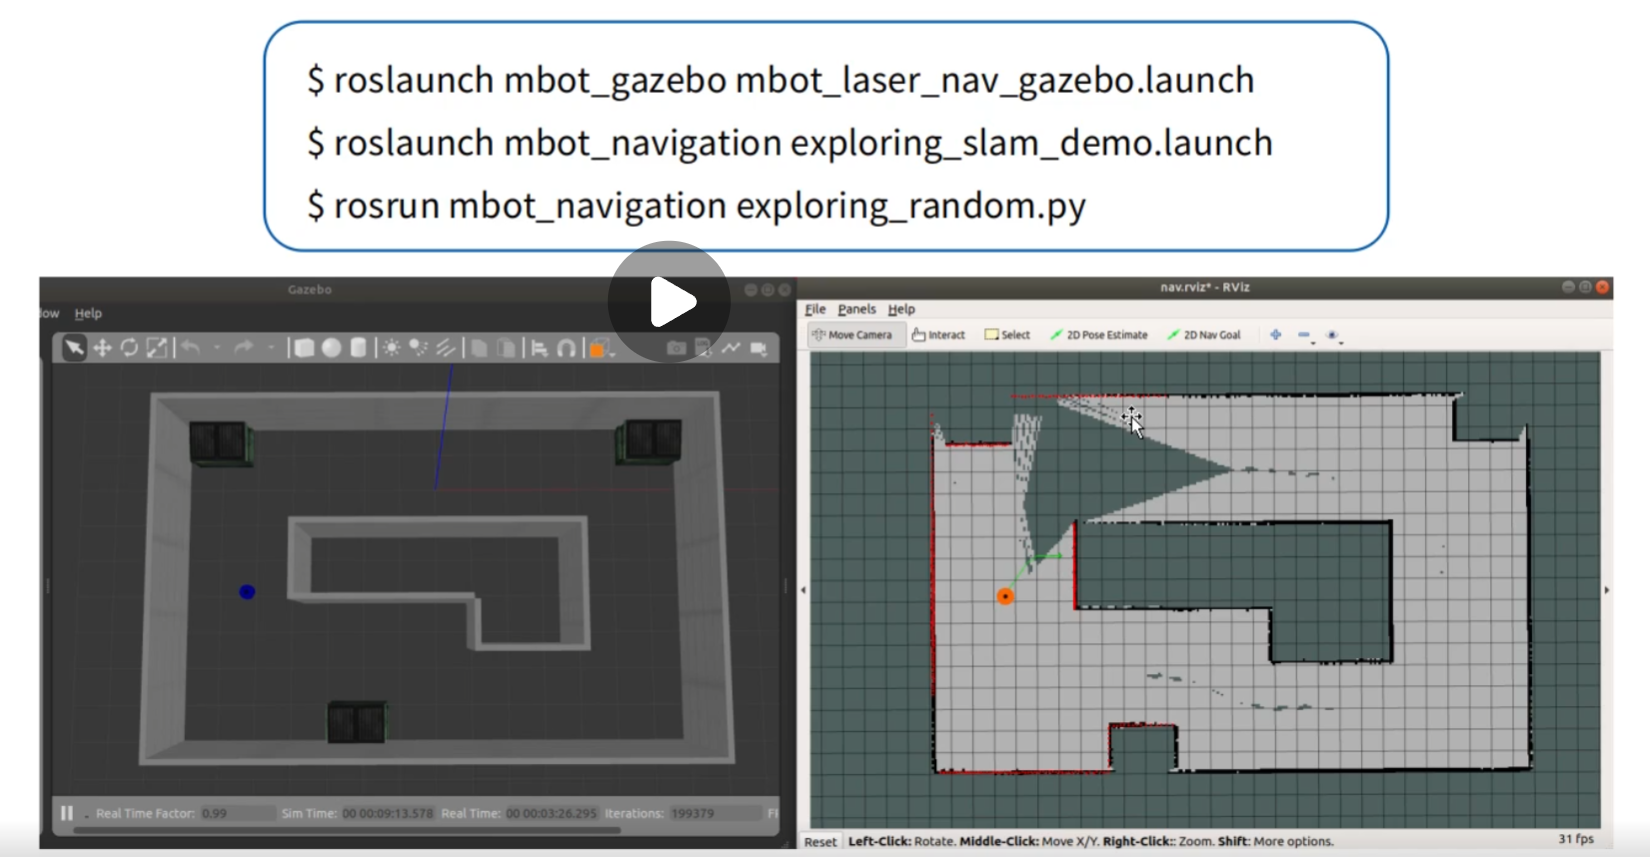 $ roslaunch mbot_gazebo mbot_laser_nav_gazebo.launch
$ roslaunch mbot_navigation exploring_slam_demo.launch
$ rosrun mbot_navigation exploring_random.py
Gazebo
ow Help
Real Time Factor: 0.99 Sim Time: 00 00:09:13.578 Real Time: 00 00:03:26.295 Iterations: 199379 F
nav.rviz* - RViz
File Panels Help
Move Camera Interact Select 2D Pose Estimate 2D Nav Goal
Reset Left-Click: Rotate. Middle-Click: Move X/Y. Right-Click:: Zoom. Shift: More options. 31 fps